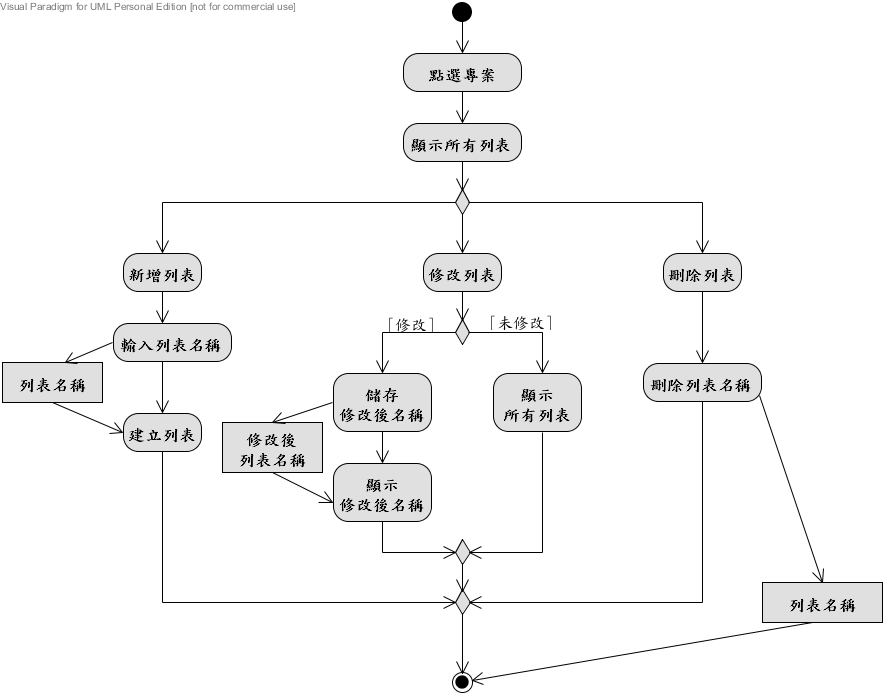 Visual Paradigm for UML Personal Edition [not for commercial use]
點選專案
顯示所有列表
新增列表
修改列表
刪除列表
「修改」
「未修改」
輸入列表名稱
列表名稱
建立列表
儲存
修改後名稱
顯示
所有列表
刪除列表名稱
修改後
列表名稱
顯示
修改後名稱
列表名稱